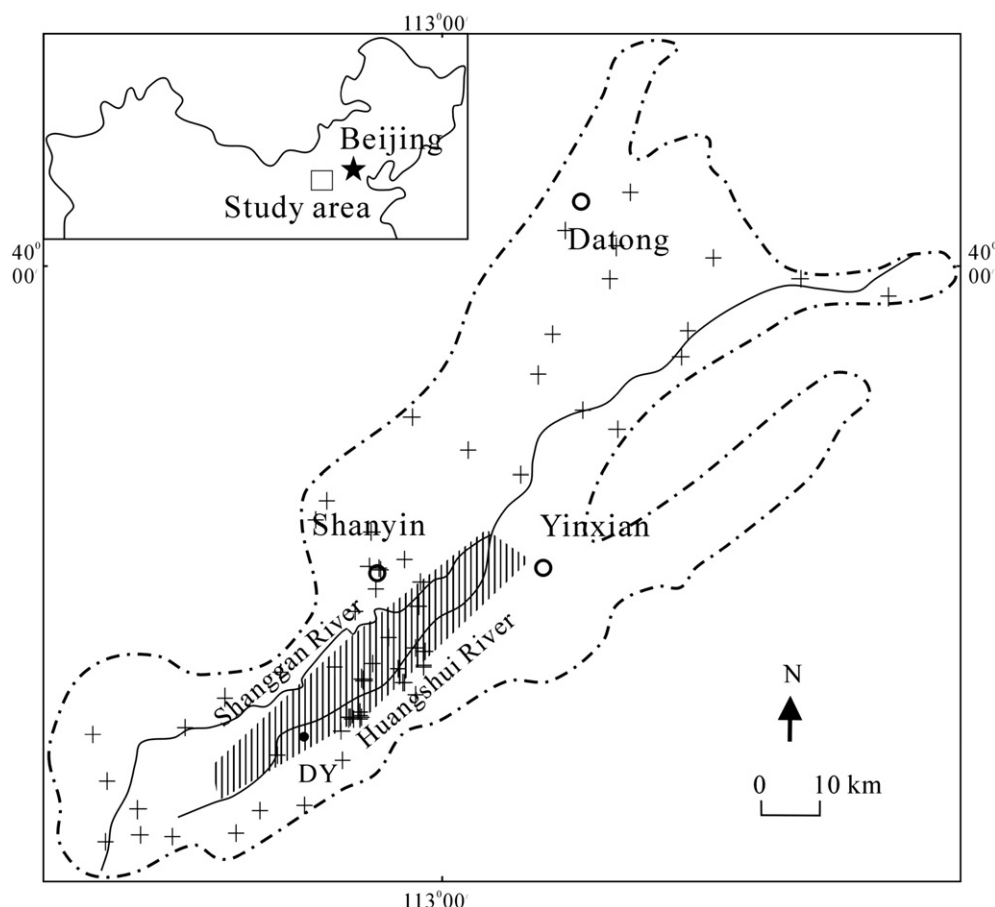 113°00′
Beijing
Study area
Datong
40°
00′
40°
00′
Shanyin
Yinxian
Shanggan River
Huangshui River
N
DY
0 10 km
113°00′